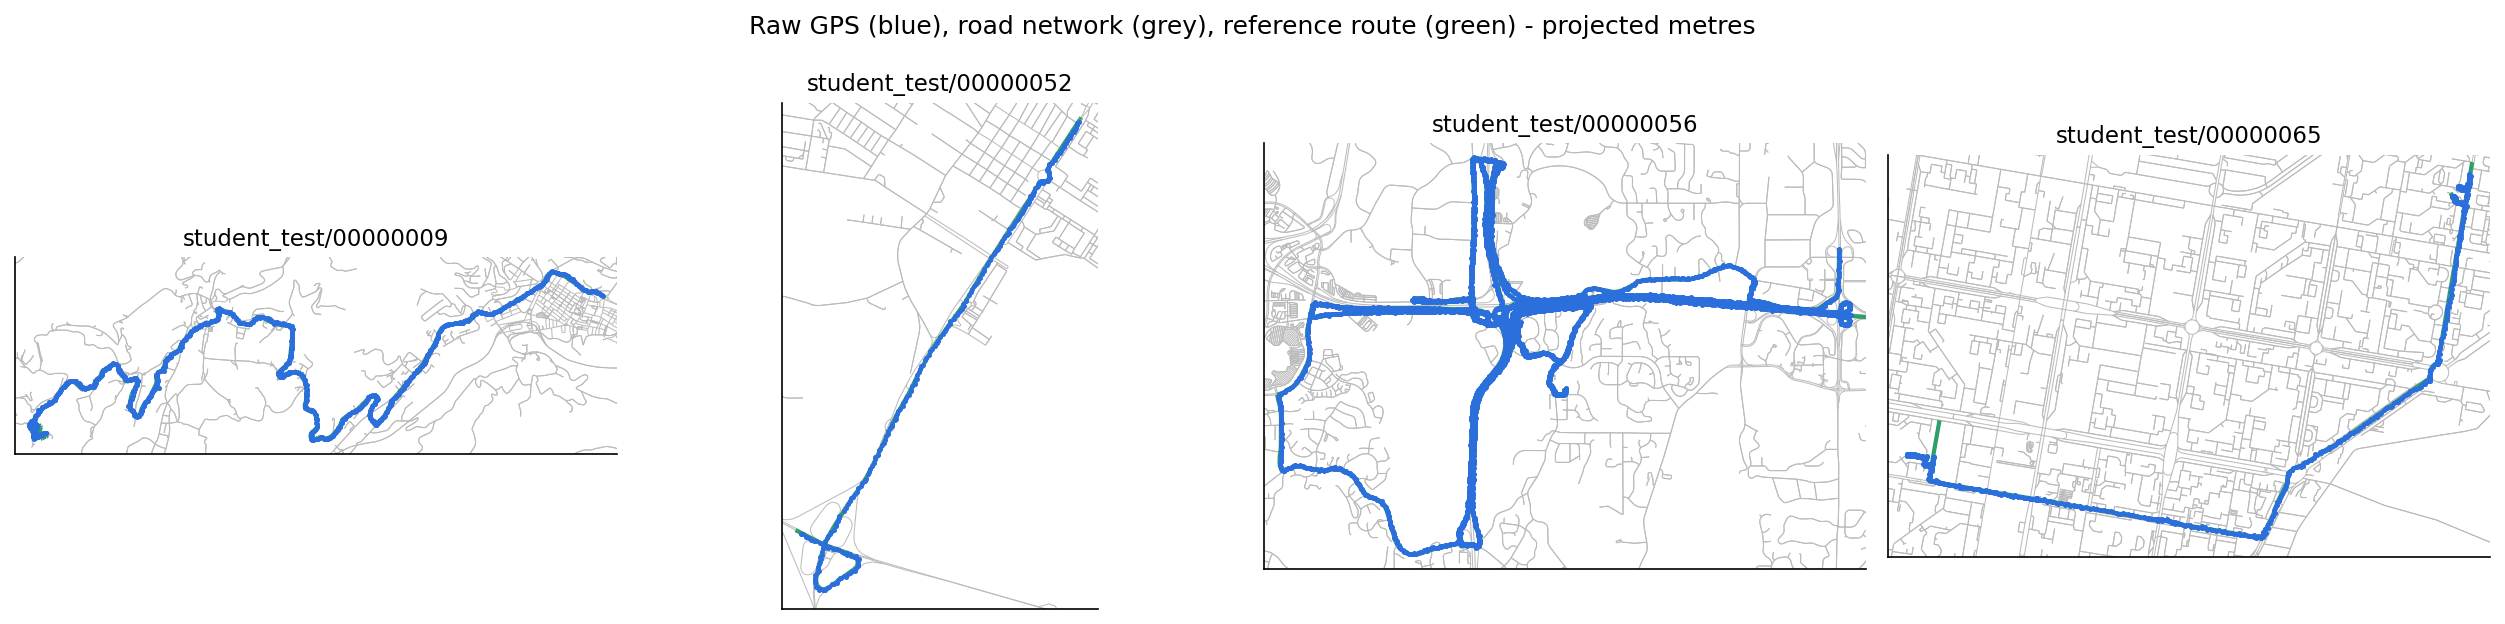 Raw GPS (blue), road network (grey), reference route (green) - projected metres
student_test/00000009
student_test/00000052
student_test/00000056
student_test/00000065